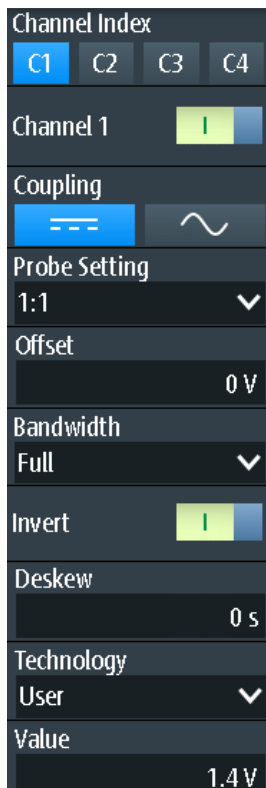 Channel Index
C1 C2 C3 C4
Channel 1 I
Coupling
Probe Setting
1:1
Offset
0 V
Bandwidth
Full
Invert I
Deskew
0 s
Technology
User
Value
1.4 V